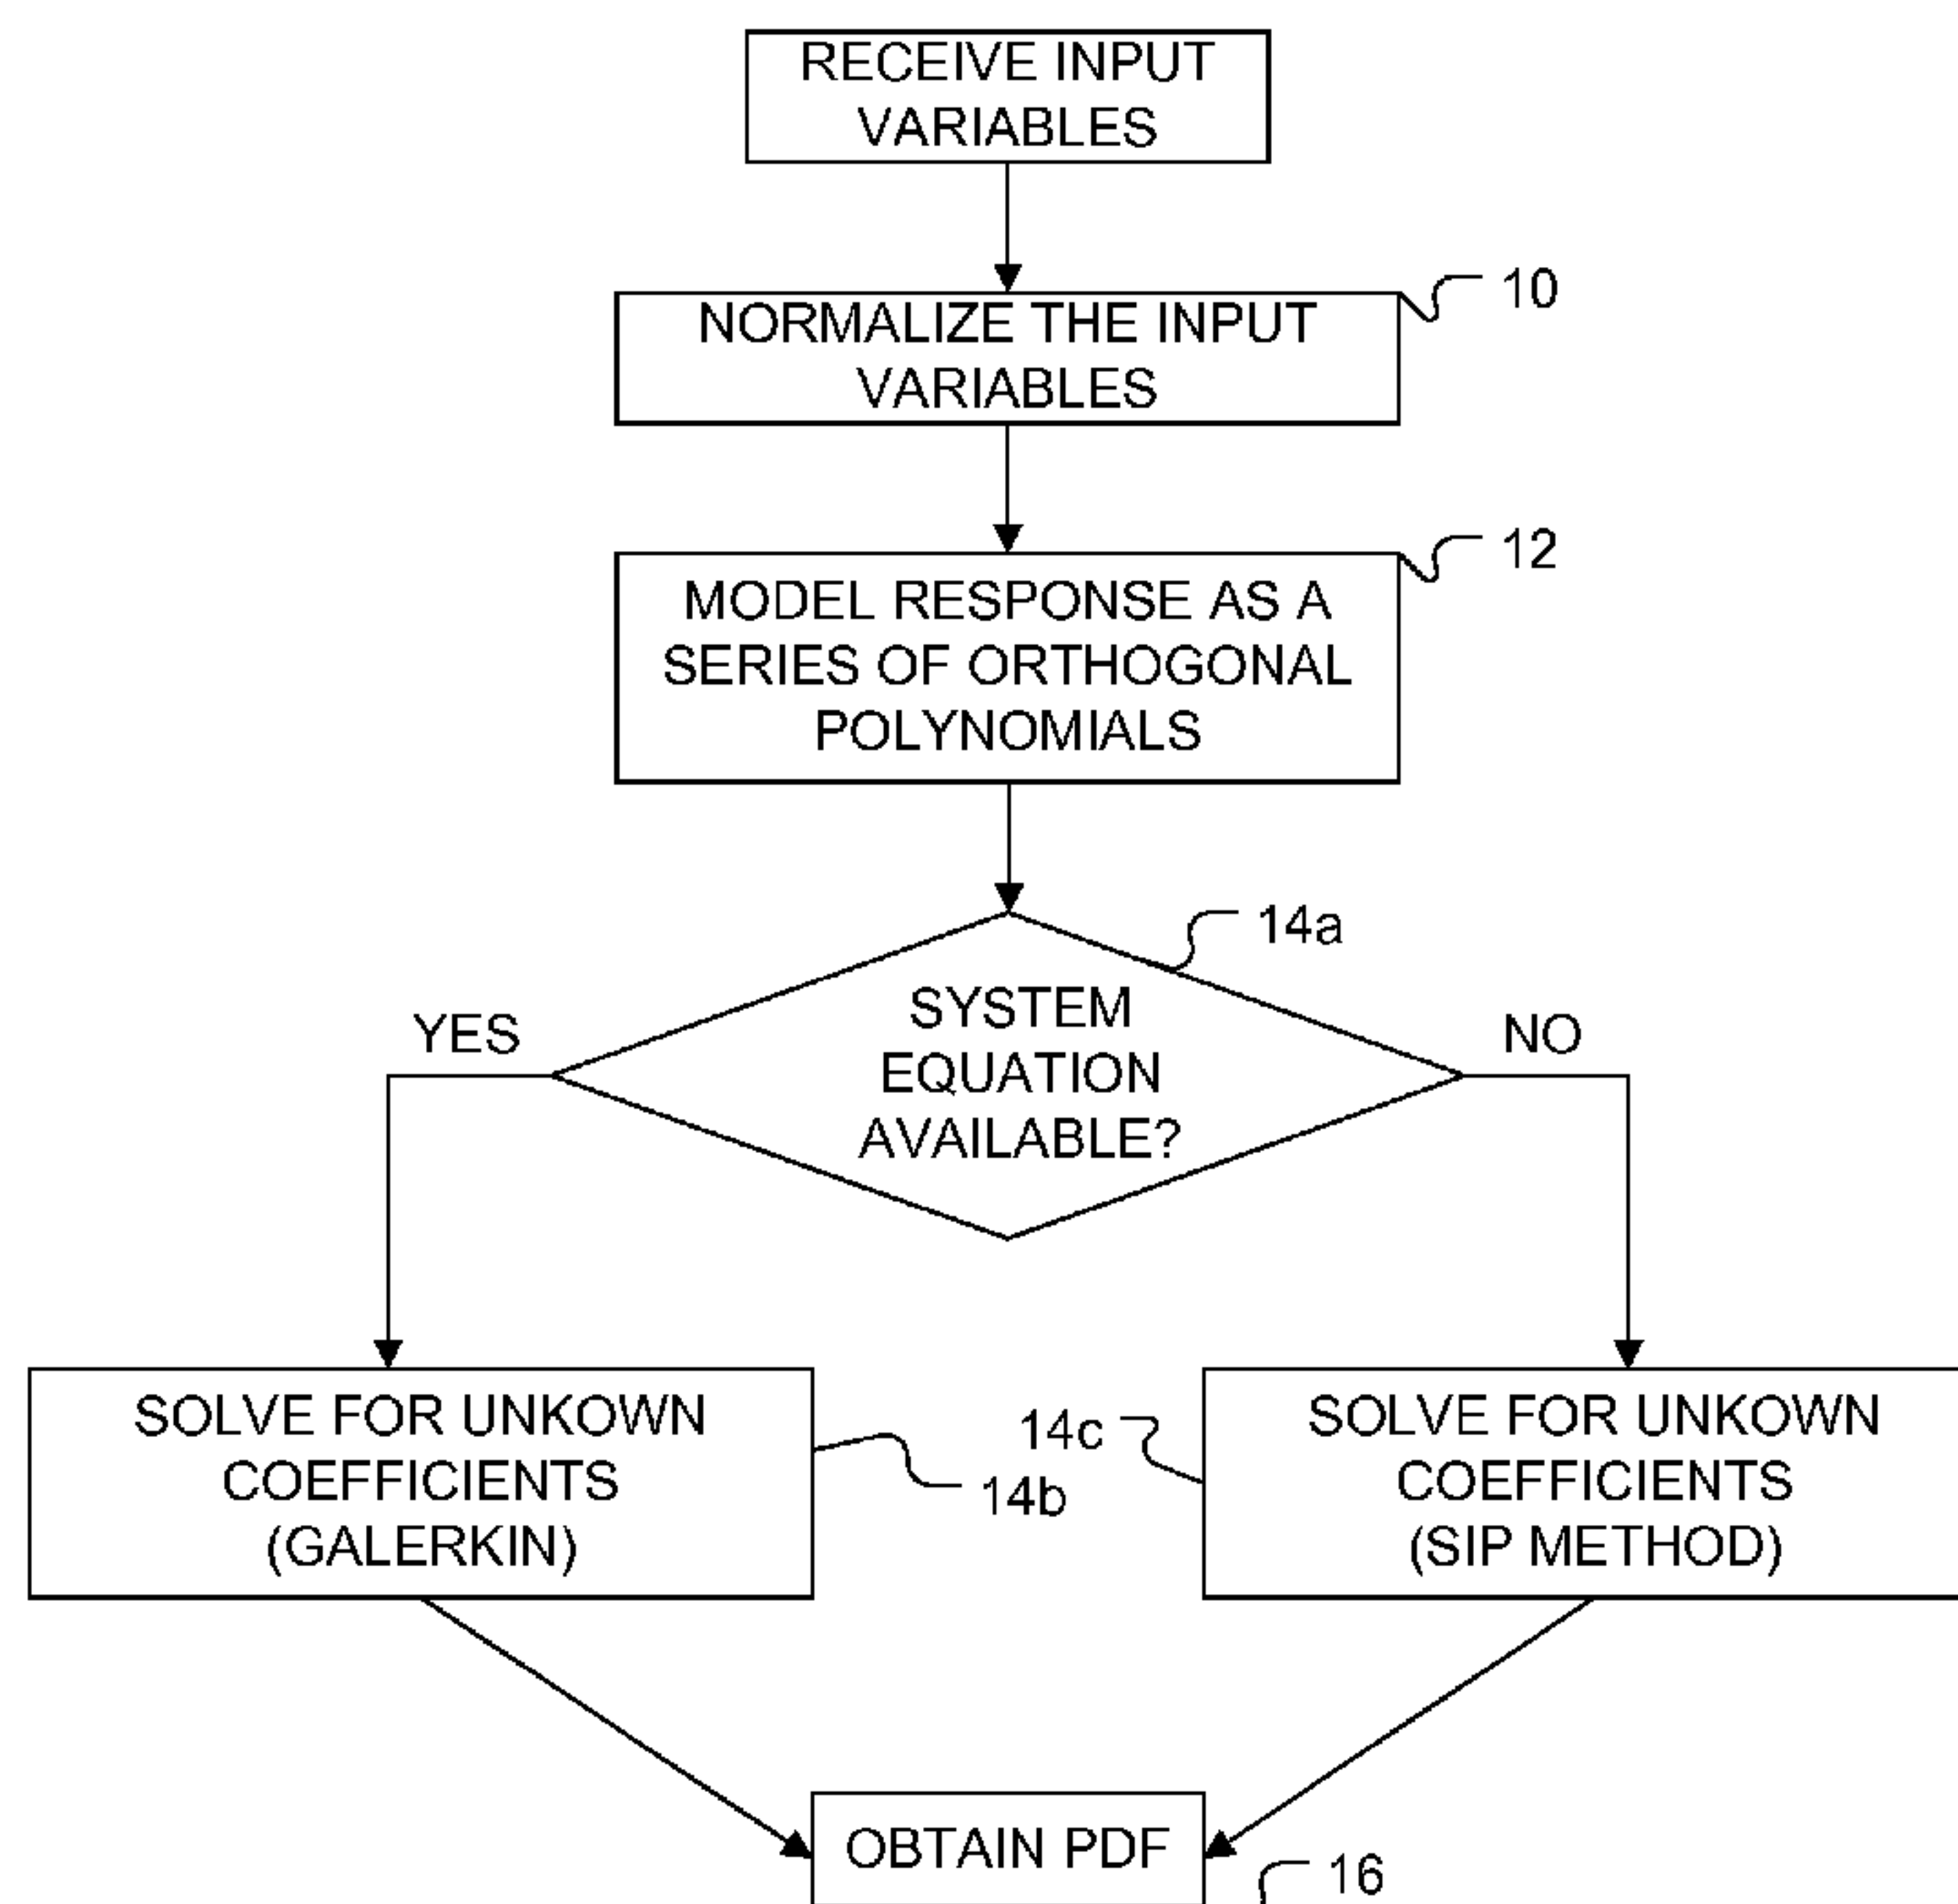 RECEIVE INPUT
VARIABLES
10
NORMALIZE THE INPUT
VARIABLES
12
MODEL RESPONSE AS A
SERIES OF ORTHOGONAL
POLYNOMIALS
14a
SYSTEM
EQUATION
AVAILABLE?
YES
NO
SOLVE FOR UNKOWN
COEFFICIENTS
(GALERKIN)
14b
14c
SOLVE FOR UNKOWN
COEFFICIENTS
(SIP METHOD)
OBTAIN PDF
16